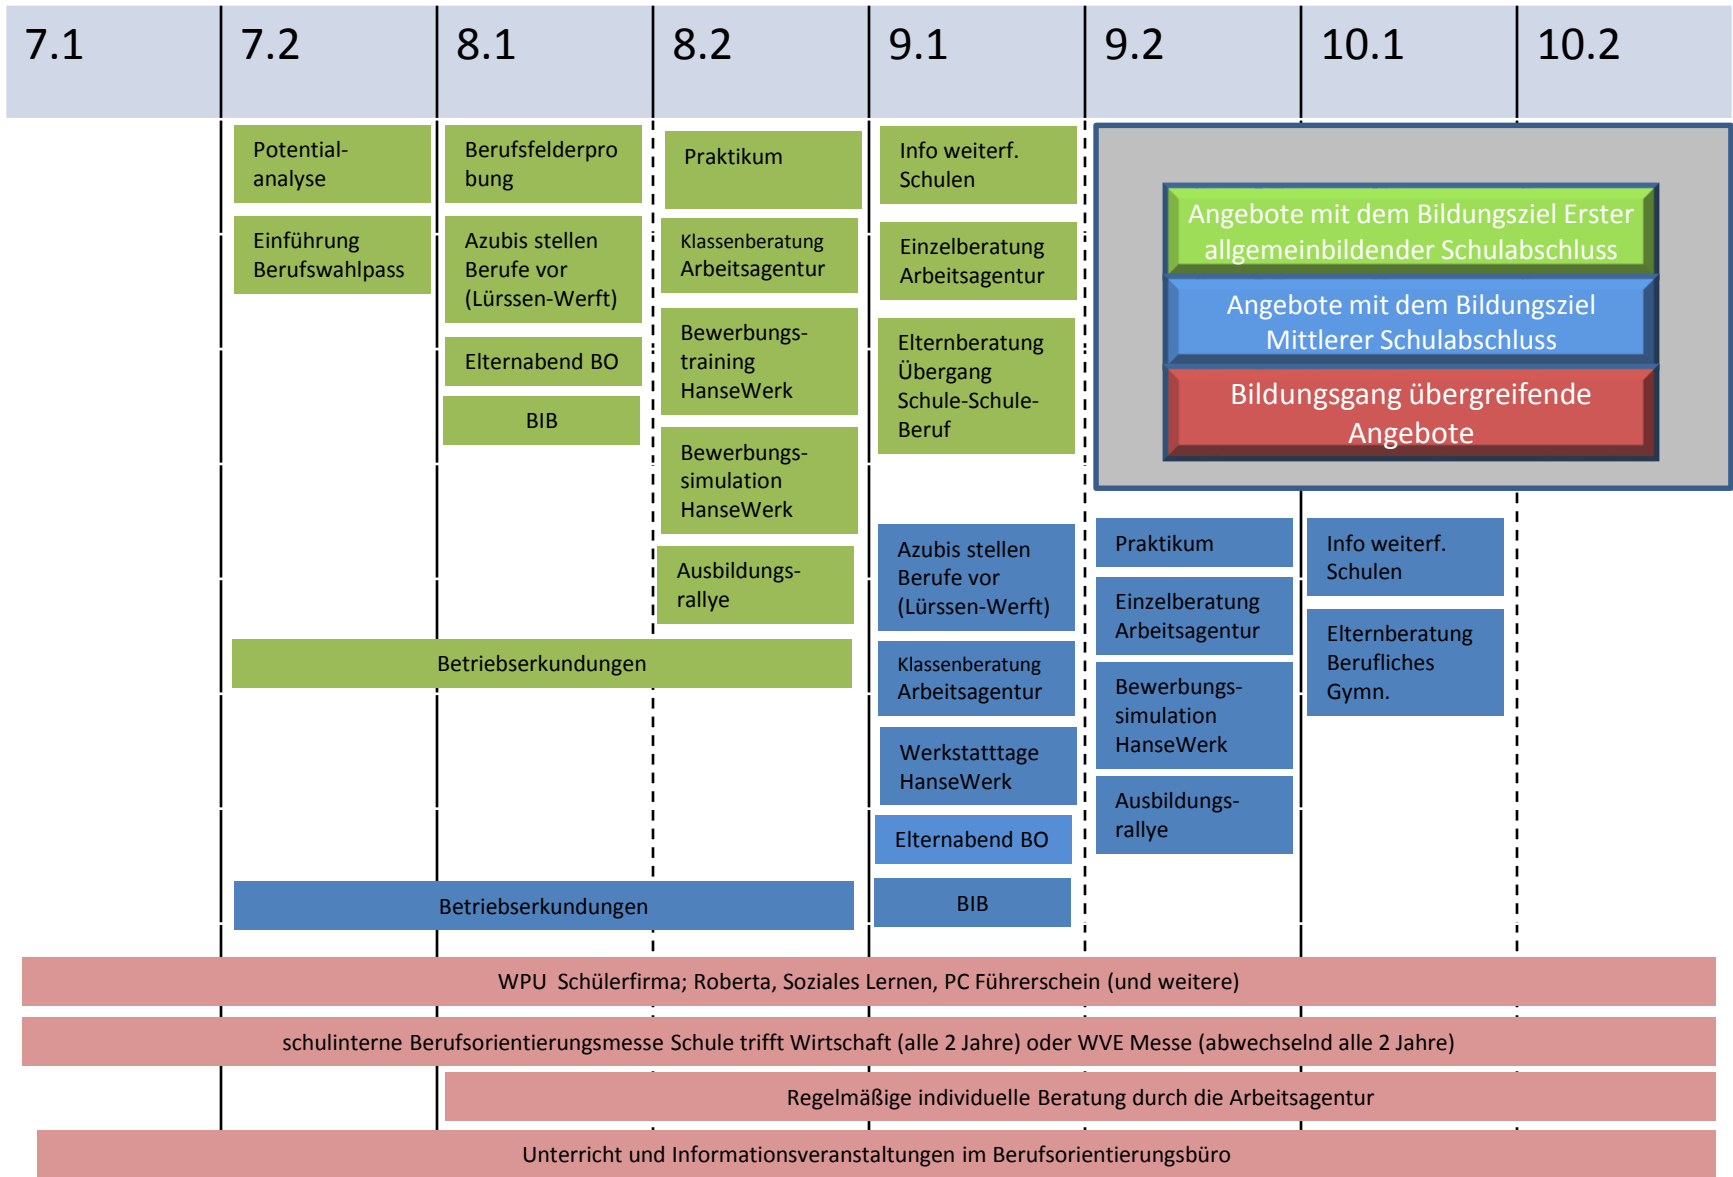 7.1
7.2
8.1
8.2
9.1
9.2
10.1
10.2
Potential-
analyse
Einführung
Berufswahlpass
Berufsfelderpro
bung
Azubis stellen
Berufe vor
(Lürssen-Werft)
Elternabend BO
BIB
Praktikum
Klassenberatung
Arbeitsagentur
Bewerbungs-
training
HanseWerk
Bewerbungs-
simulation
HanseWerk
Ausbildungs-
rallye
Info weiterf.
Schulen
Einzelberatung
Arbeitsagentur
Elternberatung
Übergang
Schule-Schule-
Beruf
Angebote mit dem Bildungsziel Erster
allgemeinbildender Schulabschluss
Angebote mit dem Bildungsziel
Mittlerer Schulabschluss
Bildungsgang übergreifende
Angebote
Betriebserkundungen
Azubis stellen
Berufe vor
(Lürssen-Werft)
Klassenberatung
Arbeitsagentur
Werkstatttage
HanseWerk
Elternabend BO
BIB
Praktikum
Einzelberatung
Arbeitsagentur
Bewerbungs-
simulation
HanseWerk
Ausbildungs-
rallye
Info weiterf.
Schulen
Elternberatung
Berufliches
Gymn.
Betriebserkundungen
WPU Schülerfirma; Roberta, Soziales Lernen, PC Führerschein (und weitere)
schulinterne Berufsorientierungsmesse Schule trifft Wirtschaft (alle 2 Jahre) oder WVE Messe (abwechselnd alle 2 Jahre)
Regelmäßige individuelle Beratung durch die Arbeitsagentur
Unterricht und Informationsveranstaltungen im Berufsorientierungsbüro